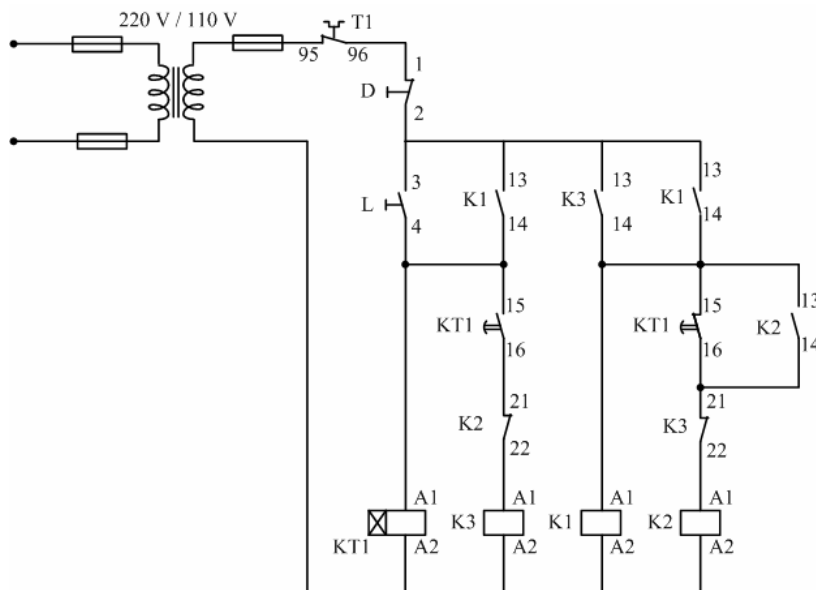 220 V / 110 V
T1
95 96
1
D
2
3 13 13 13
L K1 K3 K1
4 14 14 14
15 15 13
KT1 KT1 K2
16 16 14
21 21
K2 K3
22 22
A1 A1 A1 A1
K3 K1 K2
KT1 A2 A2 A2 A2